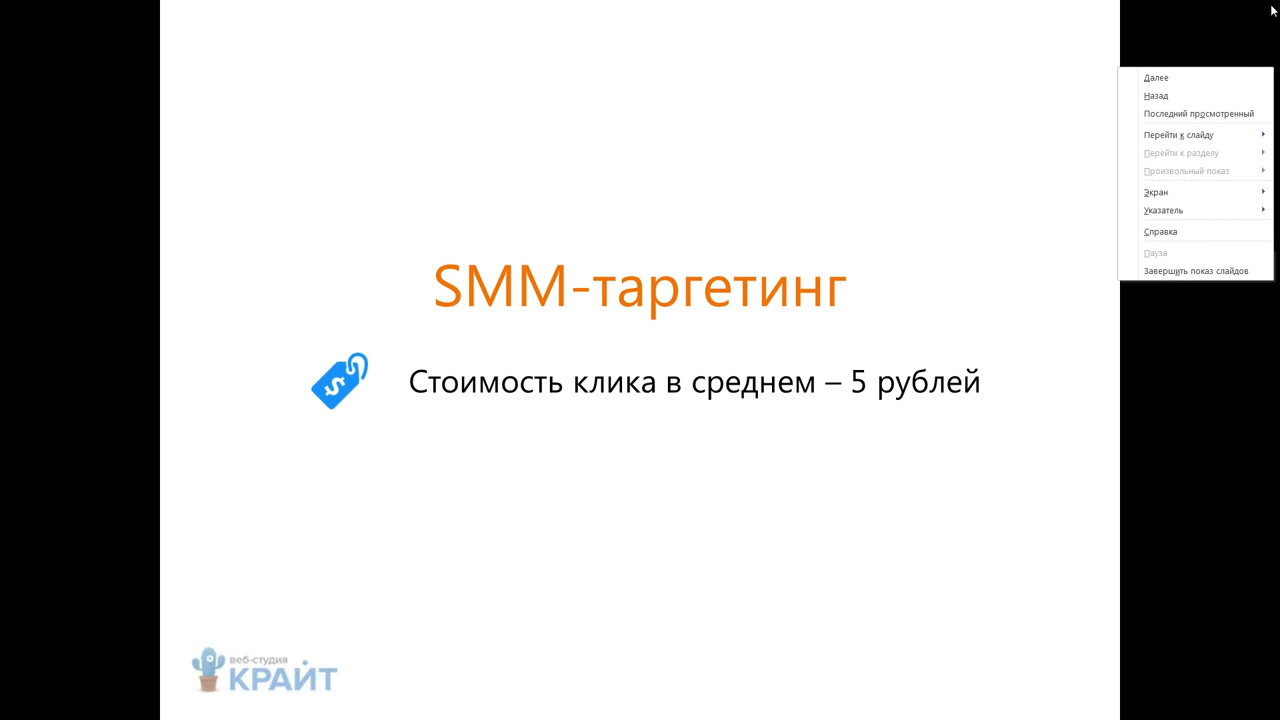 SMM-таргетинг
Стоимость клика в среднем – 5 рублей
веб-студия
КРАЙТ
Далее
Назад
Последний просмотренный
Перейти к слайду
Перейти к разделу
Произвольный показ
Экран
Указатель
Справка
Пауза
Завершить показ слайдов